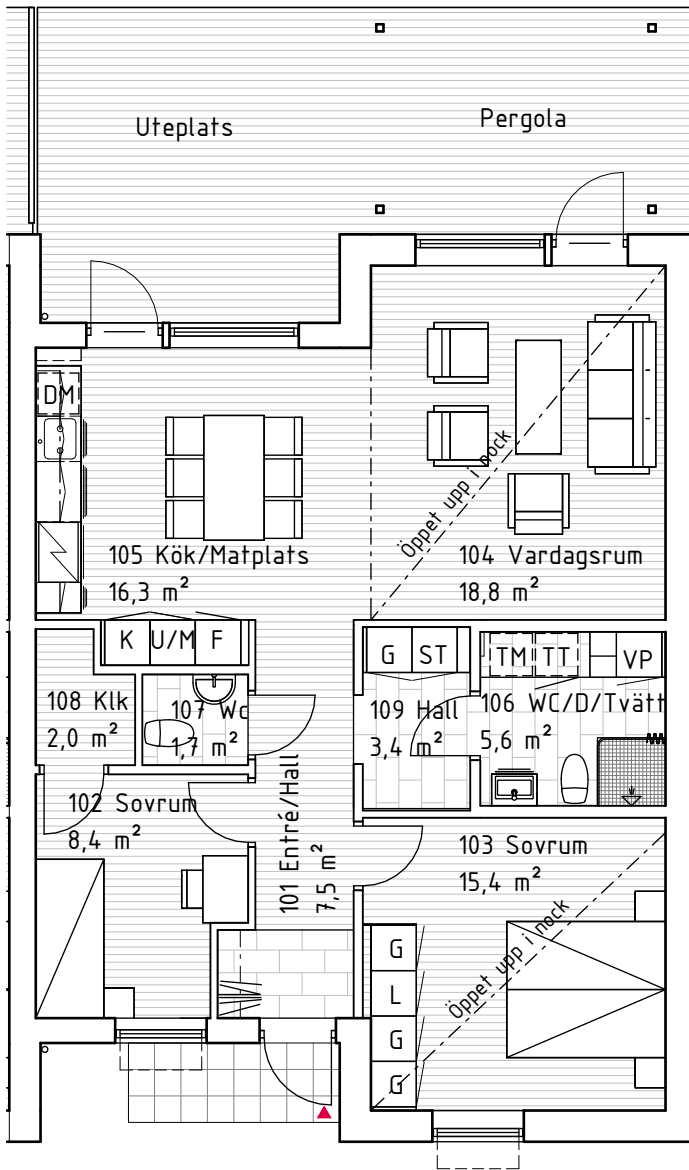 Uteplats
Pergola
DM
Öppet upp i nock
105 Kök/Matplats
16,3 m²
104 Vardagsrum
18,8 m²
K U/M F
G ST
TM TT VP
108 Klk
2,0 m²
107 Wc
1,7 m²
109 Hall
3,4 m²
106 WC/D/Tvätt
5,6 m²
102 Sovrum
8,4 m²
101 Entré/Hall
7,5 m²
103 Sovrum
15,4 m²
Öppet upp i nock
G
L
G
G